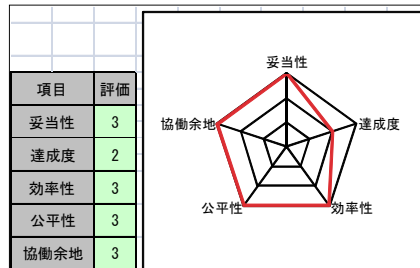 項目 評価
妥当性 3
達成度 2
効率性 3
公平性 3
協働余地 3
妥当性
協働余地 達成度
公平性 効率性